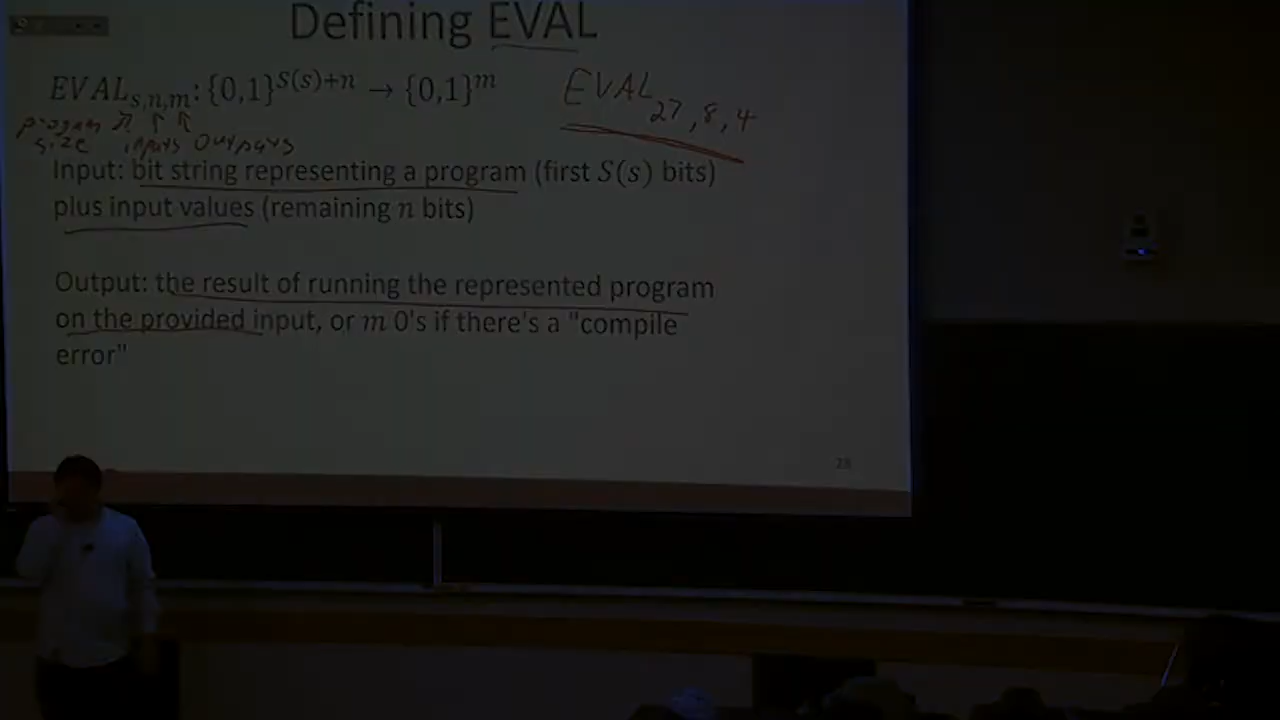 Defining EVAL
EVAL_{s,n,m}: {0,1}^{S(s)+n} → {0,1}^m
EVAL 27,8,4
program size
inputs
outputs
Input: bit string representing a program (first S(s) bits)
plus input values (remaining n bits)
Output: the result of running the represented program
on the provided input, or m 0's if there's a "compile
error"